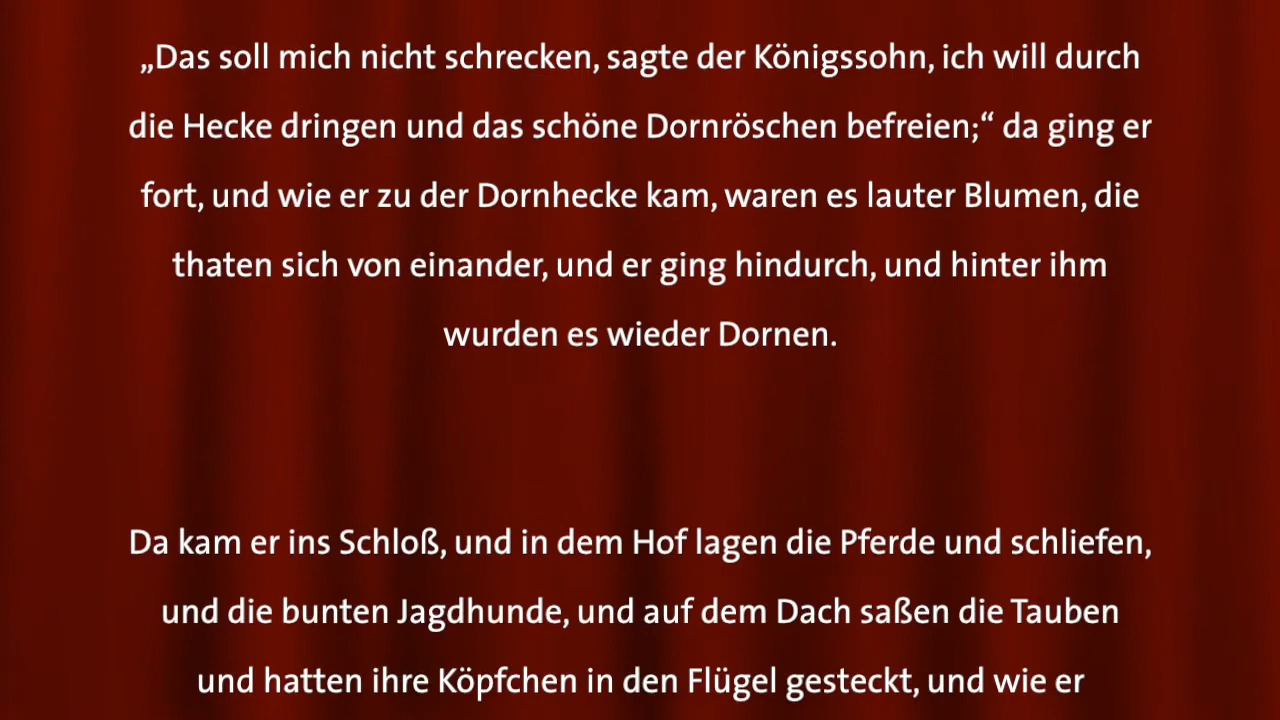 „Das soll mich nicht schrecken, sagte der Königssohn, ich will durch
die Hecke dringen und das schöne Dornröschen befreien;“ da ging er
fort, und wie er zu der Dornhecke kam, waren es lauter Blumen, die
thaten sich von einander, und er ging hindurch, und hinter ihm
wurden es wieder Dornen.
Da kam er ins Schloß, und in dem Hof lagen die Pferde und schliefen,
und die bunten Jagdhunde, und auf dem Dach saßen die Tauben
und hatten ihre Köpfchen in den Flügel gesteckt, und wie er